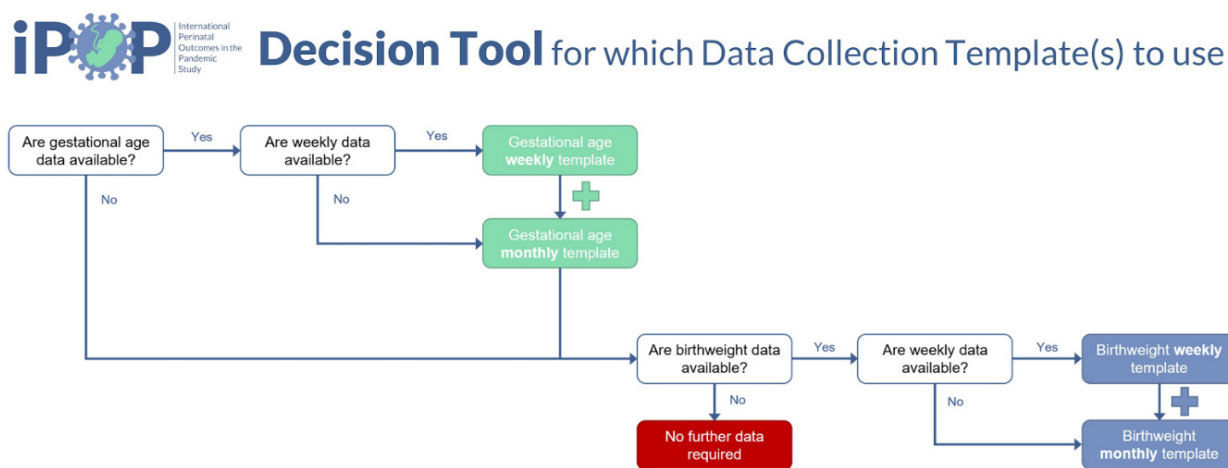 iPOP
International
Perinatal
Outcomes in the
Pandemic
Study
Decision Tool for which Data Collection Template(s) to use
Are gestational age
data available?
Yes
Are weekly data
available?
Yes
Gestational age
weekly template
No
No
Gestational age
monthly template
Are birthweight data
available?
Yes
Are weekly data
available?
Yes
Birthweight weekly
template
No
No
No further data
required
Birthweight
monthly template